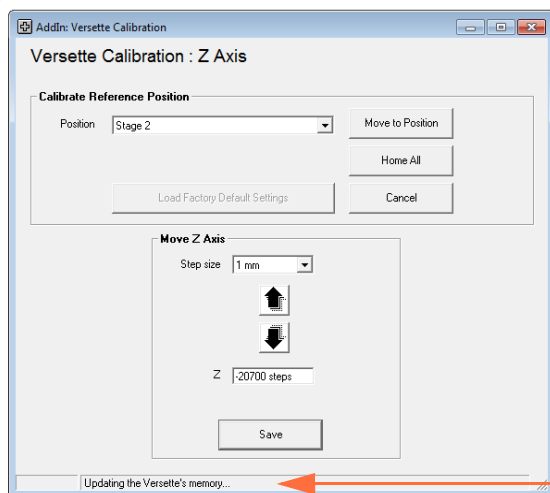 AddIn: Versette Calibration
Versette Calibration : Z Axis
Calibrate Reference Position
Position Stage 2 Move to Position
Home All
Load Factory Default Settings Cancel
Move Z Axis
Step size 1 mm
Z -20700 steps
Save
Updating the Versette's memory...